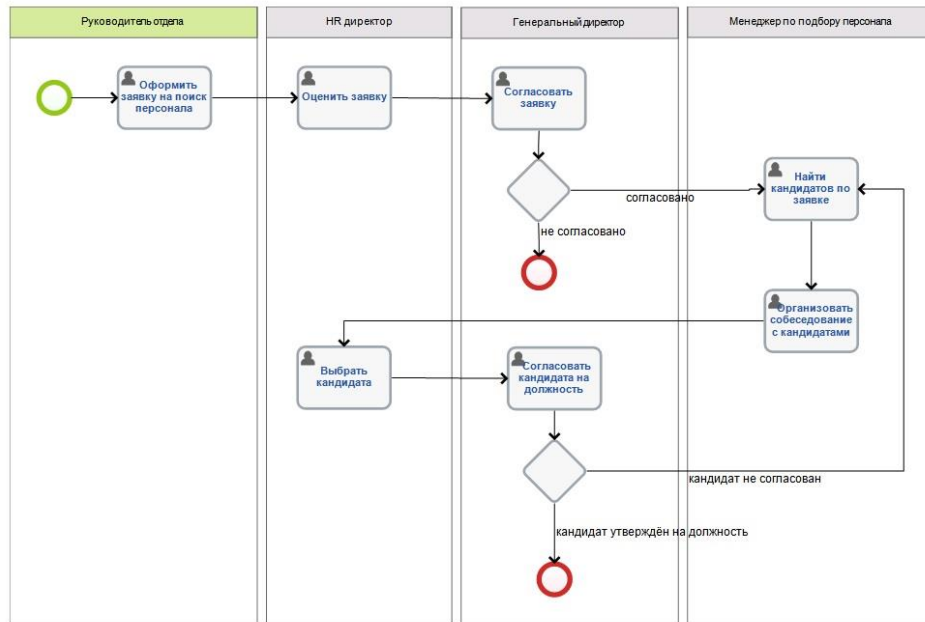 Руководитель отдела
HR директор
Генеральный директор
Менеджер по подбору персонала
Оформить
заявку на поиск
персонала
Оценить заявку
Согласовать
заявку
Найти
кандидатов по
заявке
согласовано
не согласовано
Организовать
собеседование
с кандидатами
Выбрать
кандидата
Согласовать
кандидата на
должность
кандидат не согласован
кандидат утверждён на должность